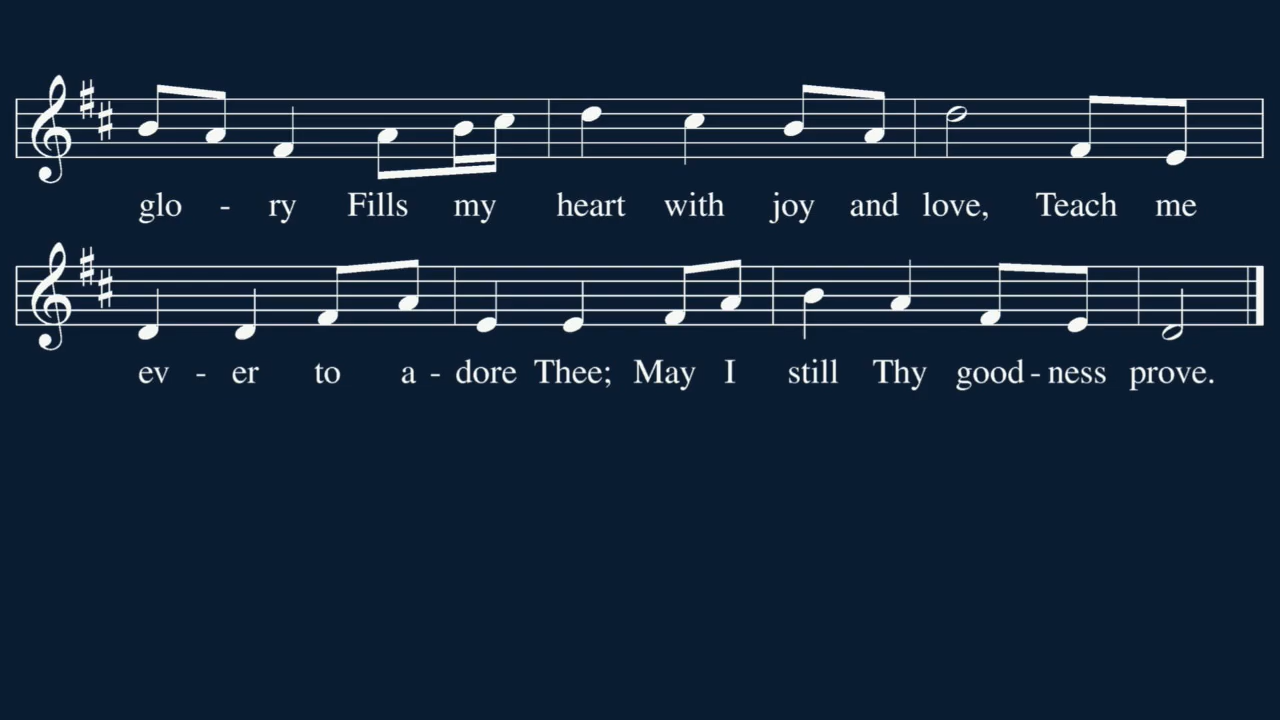 glo - ry Fills my heart with joy and love, Teach me
ev - er to a - dore Thee; May I still Thy good - ness prove.